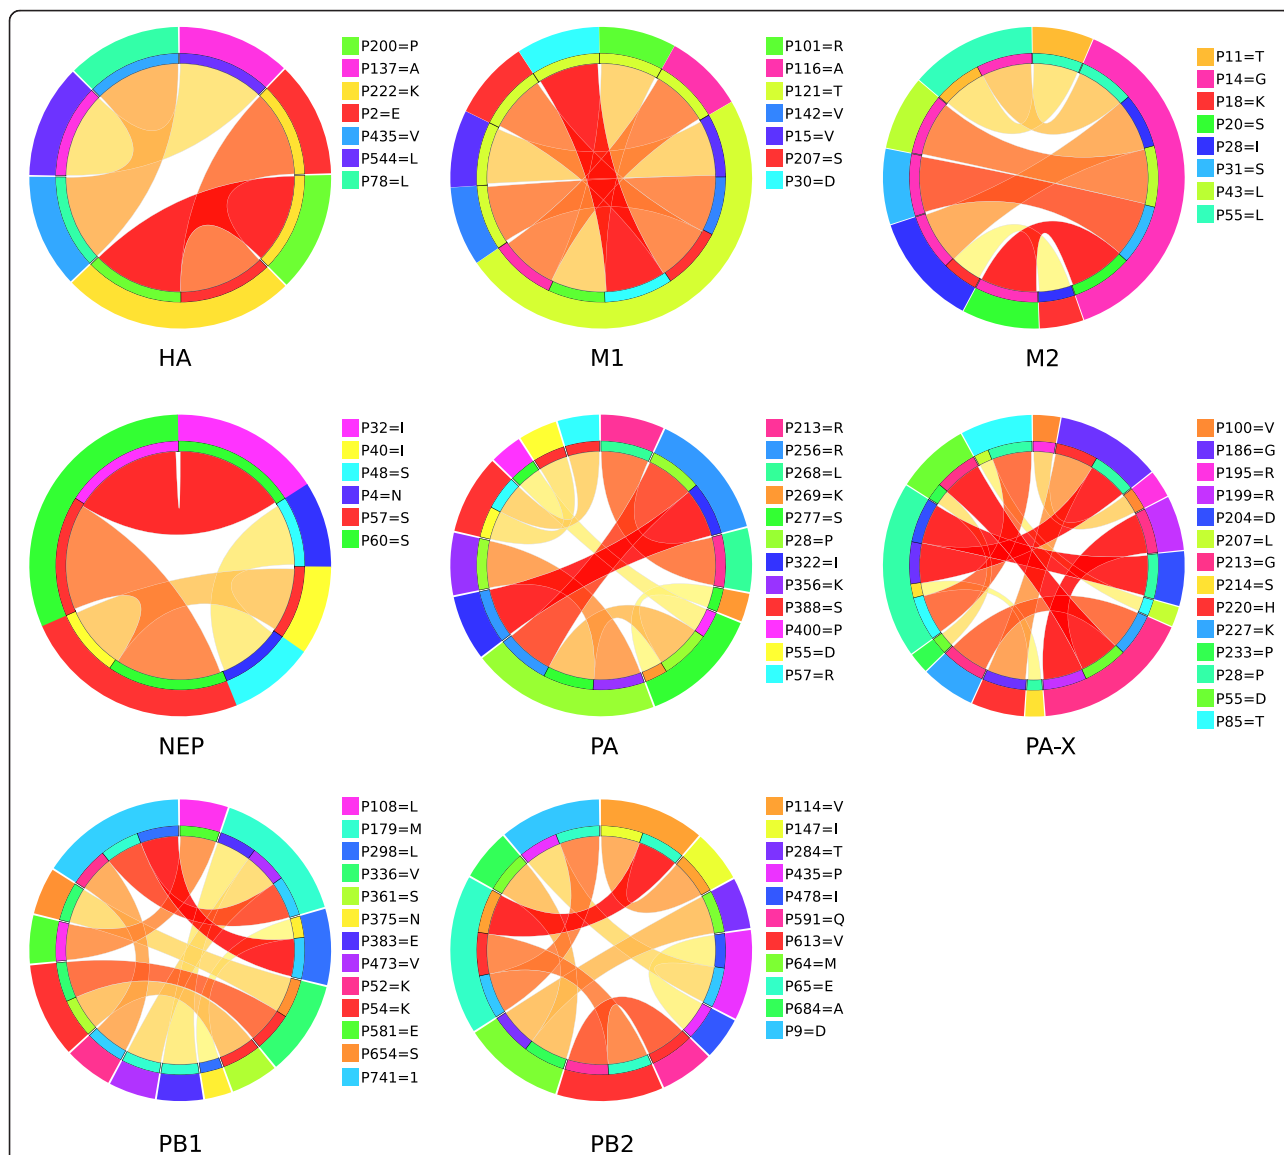 P200=P
P137=A
P222=K
P2=E
P435=V
P544=L
P78=L
HA
P101=R
P116=A
P121=T
P142=V
P15=V
P207=S
P30=D
M1
P11=T
P14=G
P18=K
P20=S
P28=I
P31=S
P43=L
P55=L
M2
P32=I
P40=I
P48=S
P4=N
P57=S
P60=S
NEP
P213=R
P256=R
P268=L
P269=K
P277=S
P28=P
P322=I
P356=K
P388=S
P400=P
P55=D
P57=R
PA
P100=V
P186=G
P195=R
P199=R
P204=D
P207=L
P213=G
P214=S
P220=H
P227=K
P233=P
P28=P
P55=D
P85=T
PA-X
P108=L
P179=M
P298=L
P336=V
P361=S
P375=N
P383=E
P473=V
P52=K
P54=K
P581=E
P654=S
P741=1
PB1
P114=V
P147=I
P284=T
P435=P
P478=I
P591=Q
P613=V
P64=M
P65=E
P684=A
P9=D
PB2